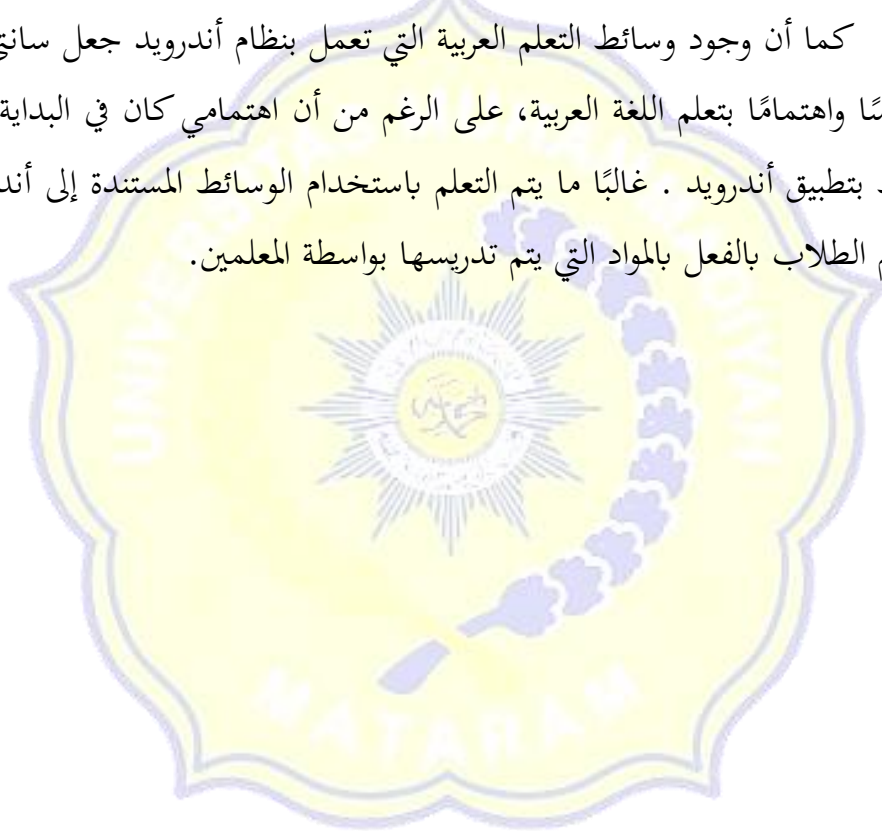 كما أن وجود وسائط التعلم العربية التي تعمل بنظام أندرويد جعل
واهتمامًا بتعلم اللغة العربية، على الرغم من أن اهتمامي كان في البداية
بتطبيق أندرويد . غالبًا ما يتم التعلم باستخدام الوسائط المستندة إلى
الطلاب بالفعل بالمواد التي يتم تدريسها بواسطة المعلمين.
UNIVERSITAS MUHAMMADIYAH
MATARAM